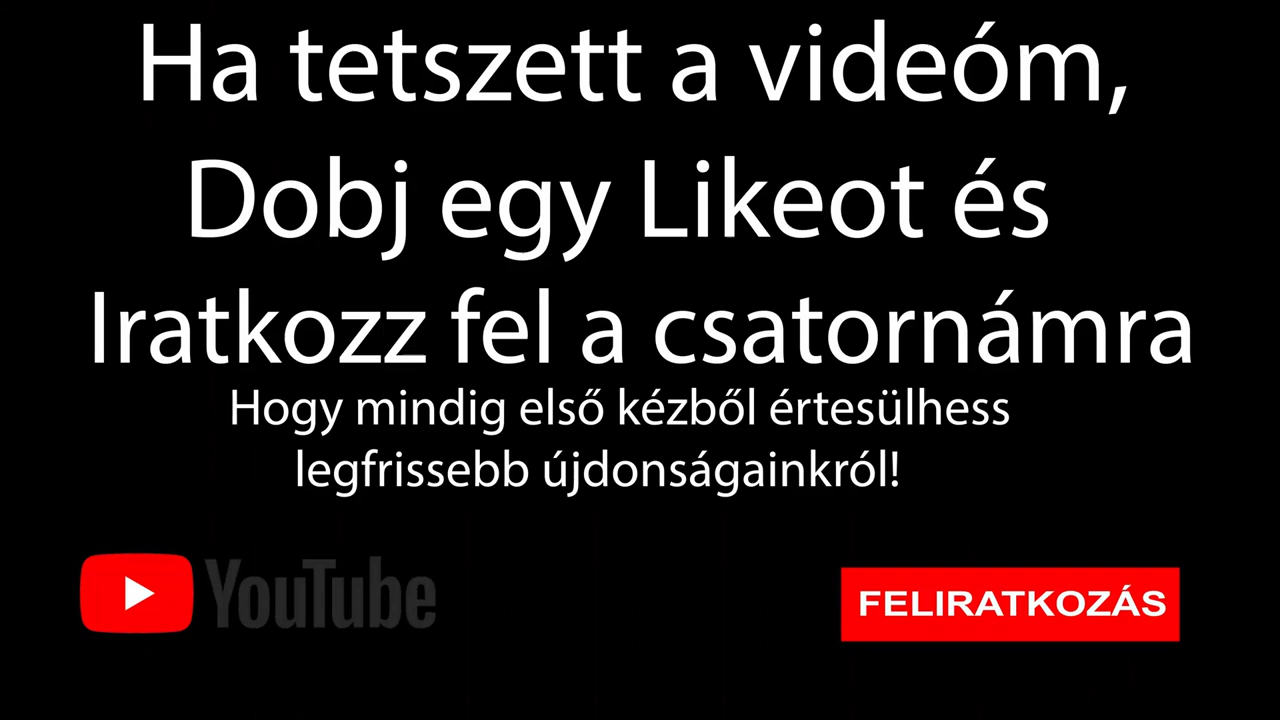 Ha tetszett a videóm,
Dobj egy Likeot és
Iratkozz fel a csatornámra
Hogy mindig első kézből értesülhess
legfrissebb újdonságainkról!
YouTube
FELIRATKOZÁS